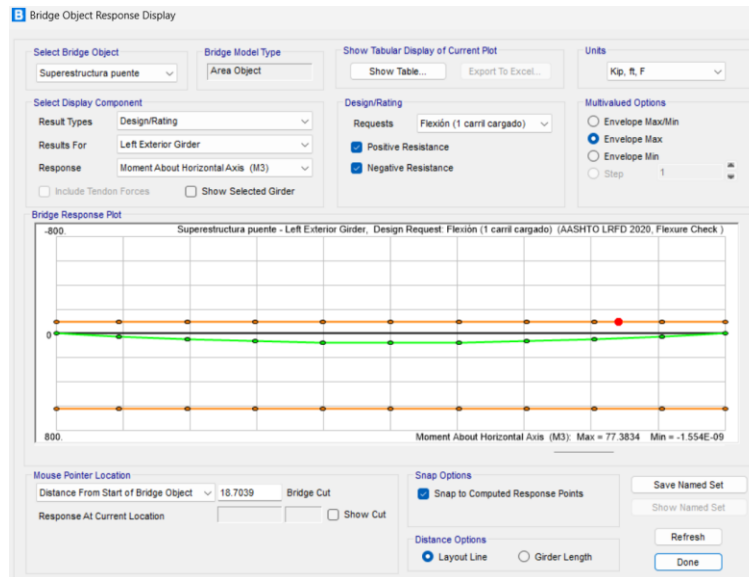 B Bridge Object Response Display
Select Bridge Object
Superestructura puente
Bridge Model Type
Area Object
Show Tabular Display of Current Plot
Show Table...
Export To Excel...
Units
Kip, ft, F
Select Display Component
Result Types
Design/Rating
Results For
Left Exterior Girder
Response
Moment About Horizontal Axis (M3)
Include Tendon Forces
Show Selected Girder
Design/Rating
Requests
Flexión (1 carril cargado)
Positive Resistance
Negative Resistance
Multivalued Options
Envelope Max/Min
Envelope Max
Envelope Min
Step
1
Bridge Response Plot
-800.
Superestructura puente - Left Exterior Girder, Design Request: Flexión (1 carril cargado) (AASHTO LRFD 2020, Flexure Check )
0
800.
Moment About Horizontal Axis (M3): Max = 77.3834 Min = -1.554E-09
Mouse Pointer Location
Distance From Start of Bridge Object
18.7039
Bridge Cut
Response At Current Location
Show Cut
Snap Options
Snap to Computed Response Points
Distance Options
Layout Line
Girder Length
Save Named Set
Show Named Set
Refresh
Done